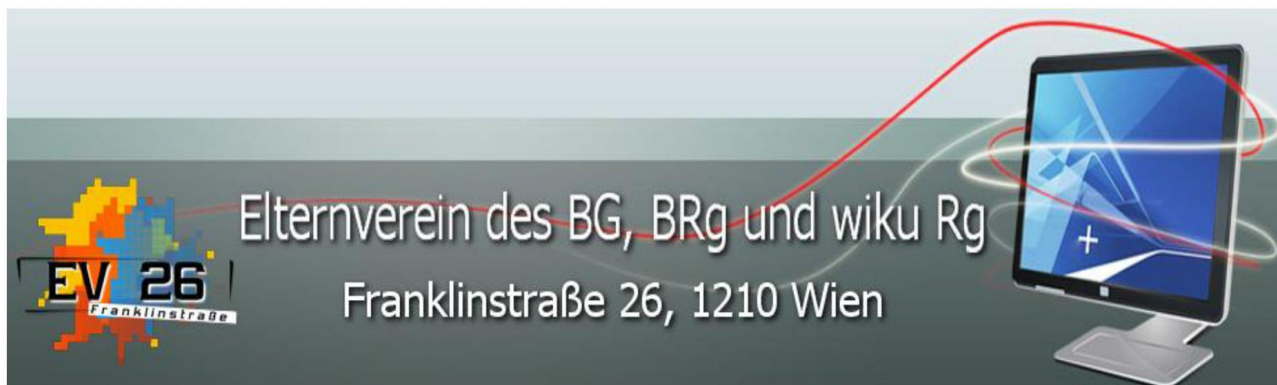 Elternverein des BG, BRg und wiku Rg
Franklinstraße 26, 1210 Wien
EV 26
Franklinstraße